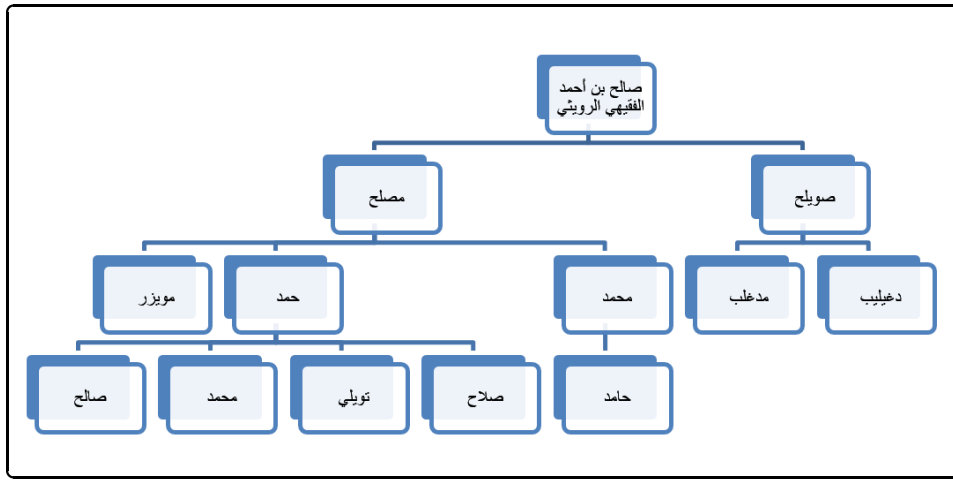 صالح بن أحمد
الفقيهي الرويثي
صويلح
مصلح
دغيليب
مدغلب
محمد
حمد
مويزر
حامد
صلاح
تويلي
محمد
صالح